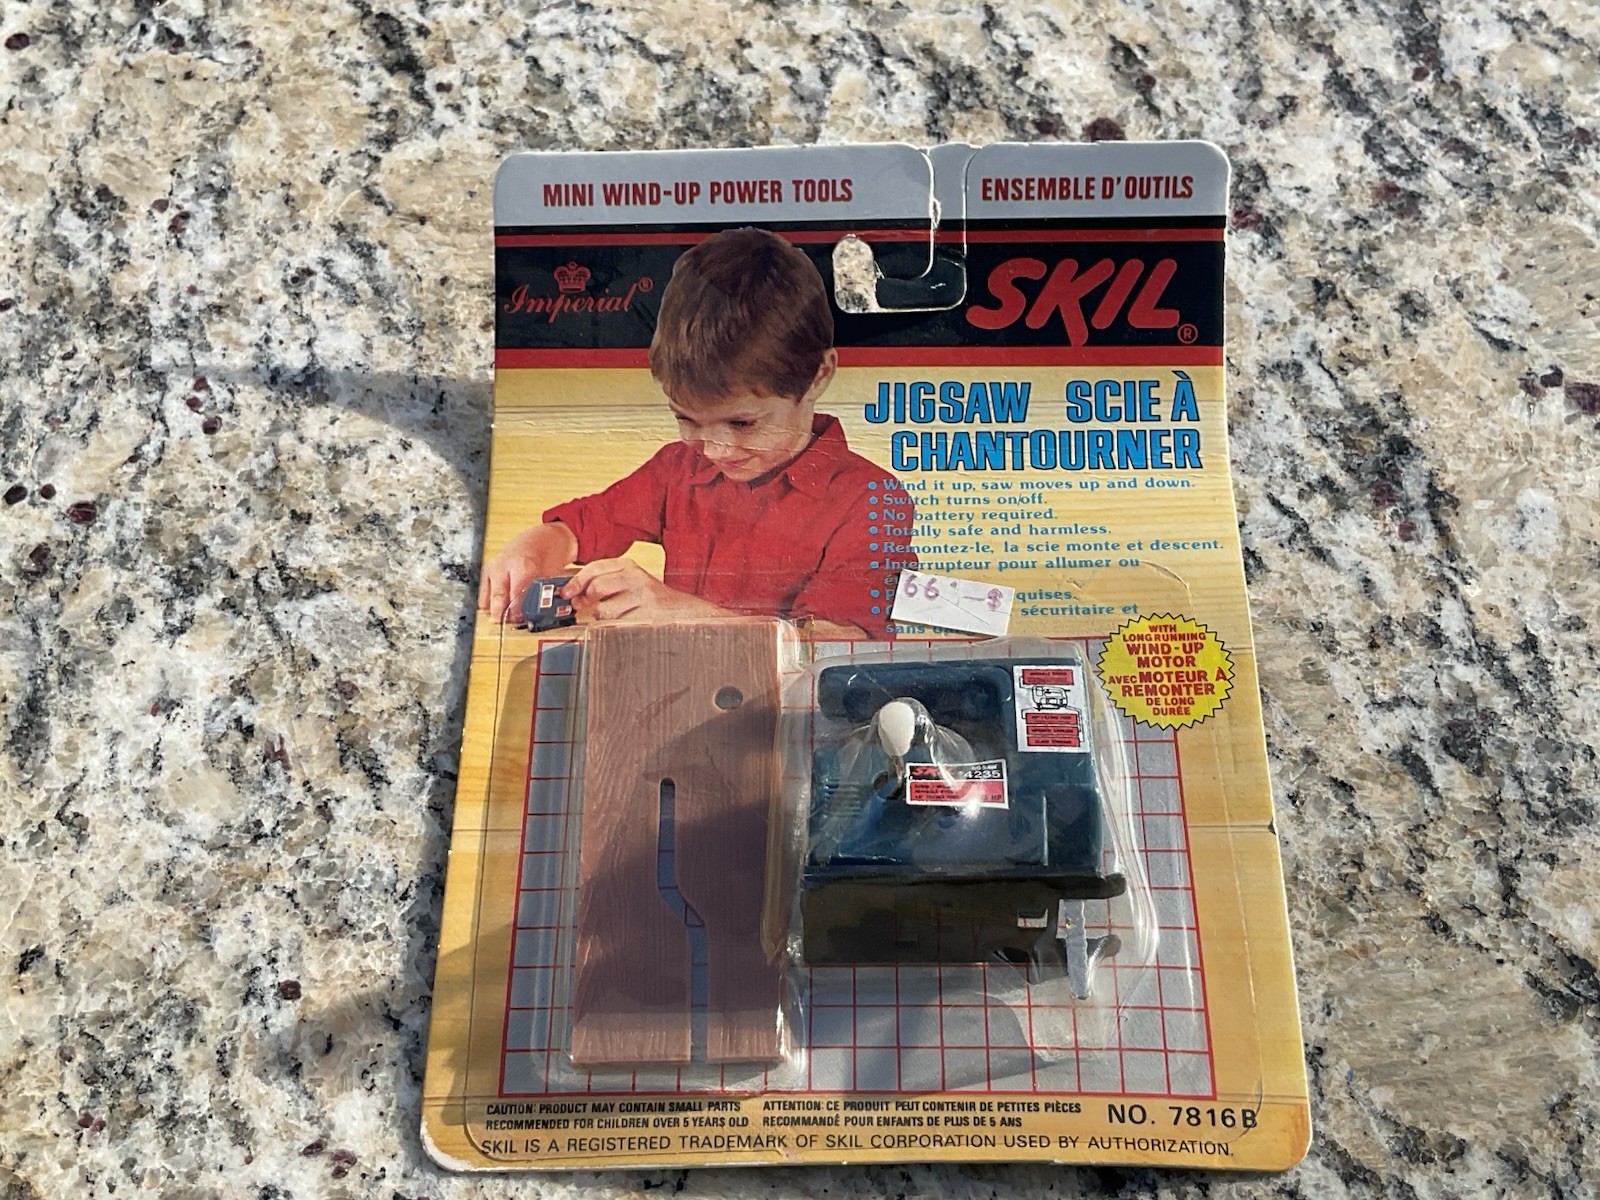 MINI WIND-UP POWER TOOLS
ENSEMBLE D'OUTILS
Imperial®
SKIL®
JIGSAW SCIE À
CHANTOURNER
• Wind it up, saw moves up and down.
• Switch turns on/off.
• No battery required.
• Totally safe and harmless.
• Remontez-le, la scie monte et descent.
• Interrupteur pour allumer ou
quises.
sécuritaire et
sans
66
WITH
LONG RUNNING
WIND-UP
MOTOR
AVEC MOTEUR À
REMONTER
DE LONG
DURÉE
4235
HP
CAUTION: PRODUCT MAY CONTAIN SMALL PARTS
RECOMMENDED FOR CHILDREN OVER 5 YEARS OLD
ATTENTION: CE PRODUIT PEUT CONTENIR DE PETITES PIÈCES
RECOMMANDÉ POUR ENFANTS DE PLUS DE 5 ANS
NO. 7816B
SKIL IS A REGISTERED TRADEMARK OF SKIL CORPORATION USED BY AUTHORIZATION.